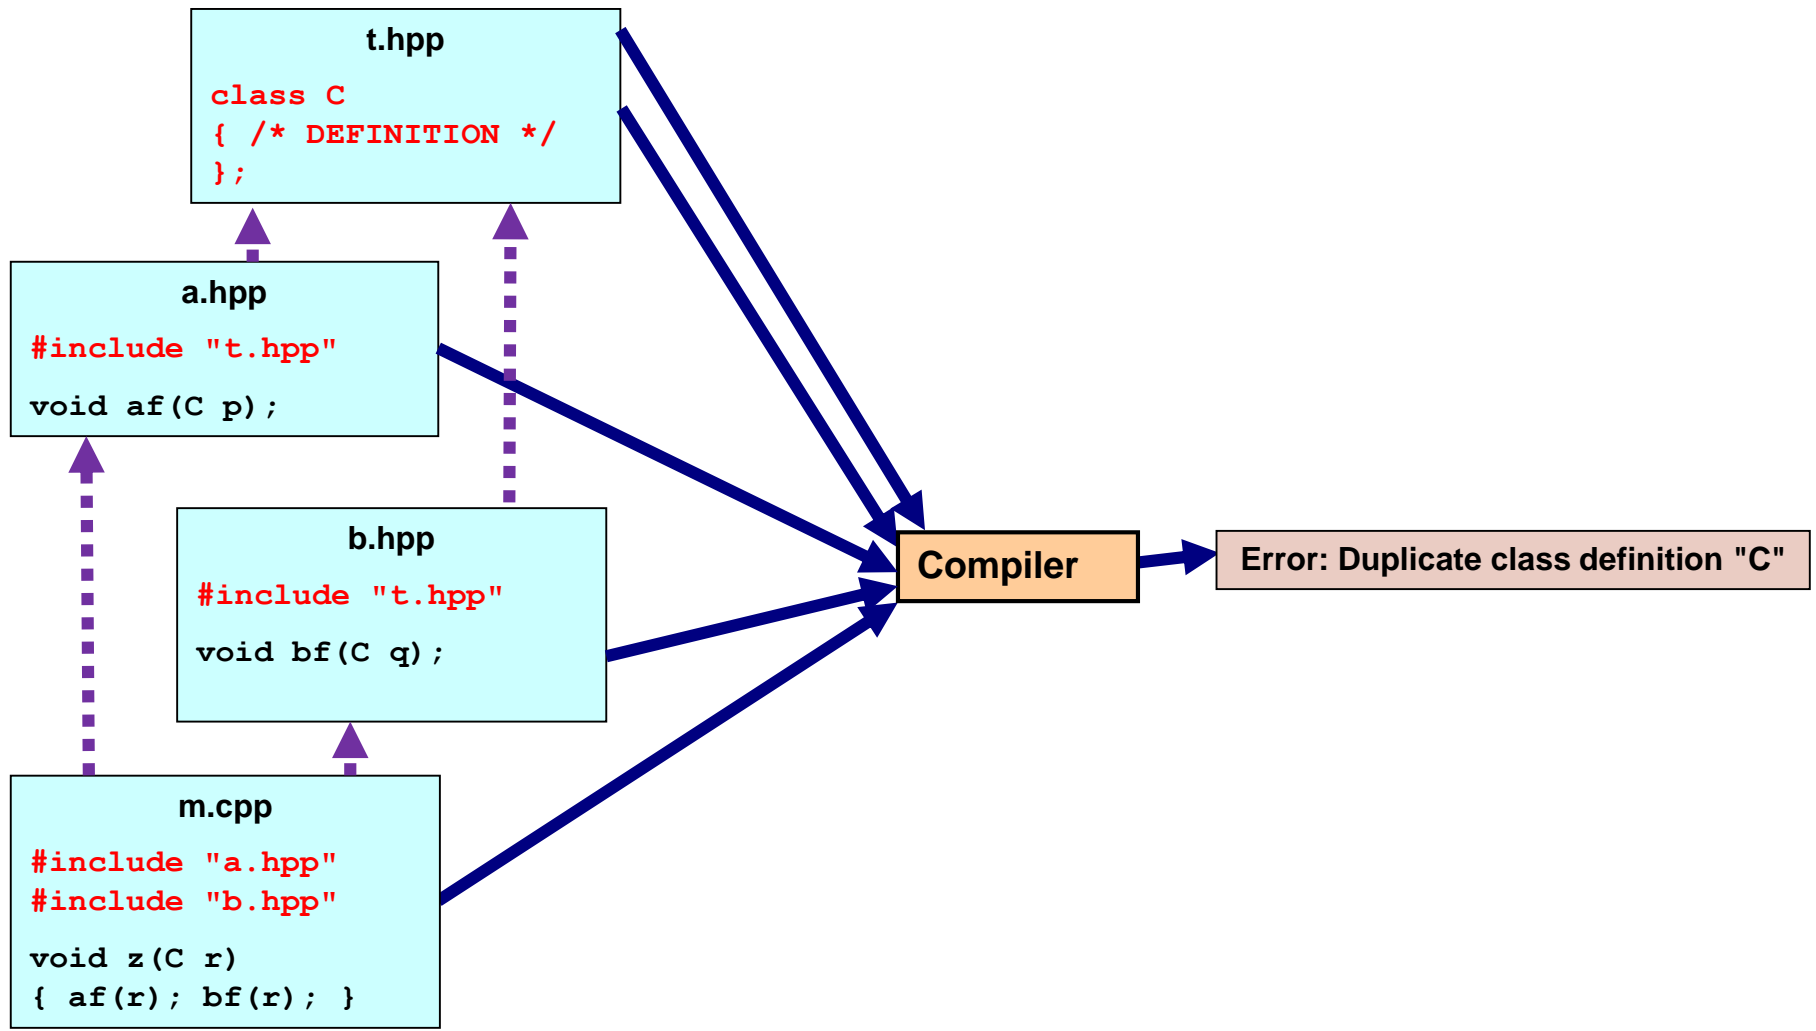 t.hpp
class C
{ /* DEFINITION */
};
a.hpp
#include "t.hpp"
void af(C p);
b.hpp
#include "t.hpp"
void bf(C q);
Compiler
Error: Duplicate class definition "C"
m.cpp
#include "a.hpp"
#include "b.hpp"
void z(C r)
{ af(r); bf(r); }